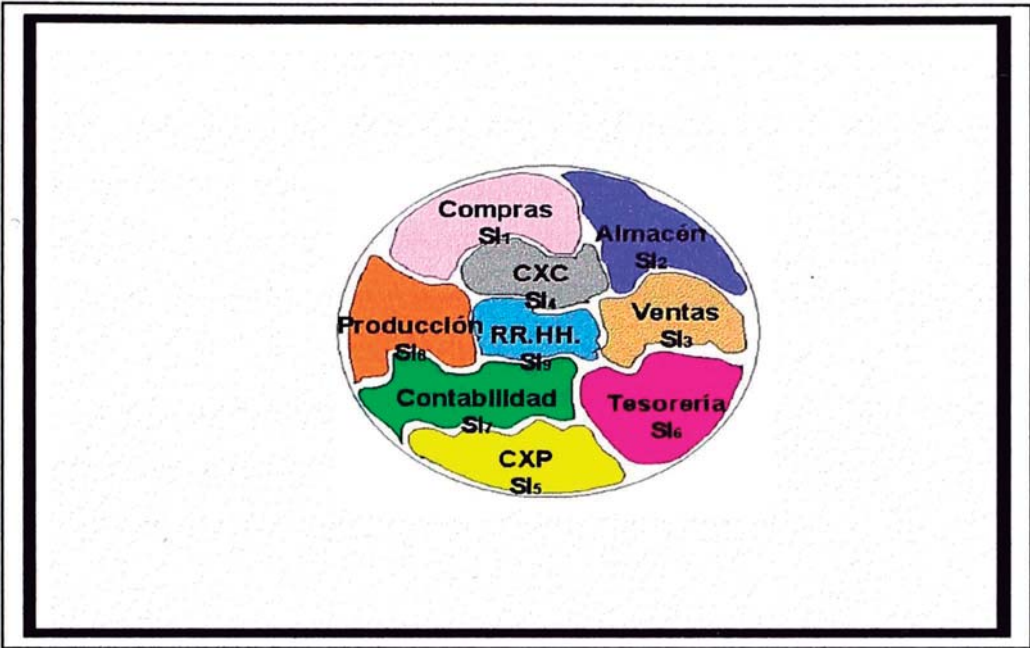 Compras
SI₁
Almacén
SI₂
CXC
SI₄
Ventas
SI₃
Producción
SI₈
RR.HH.
SI₉
Contabilidad
SI₇
Tesorería
SI₆
CXP
SI₅